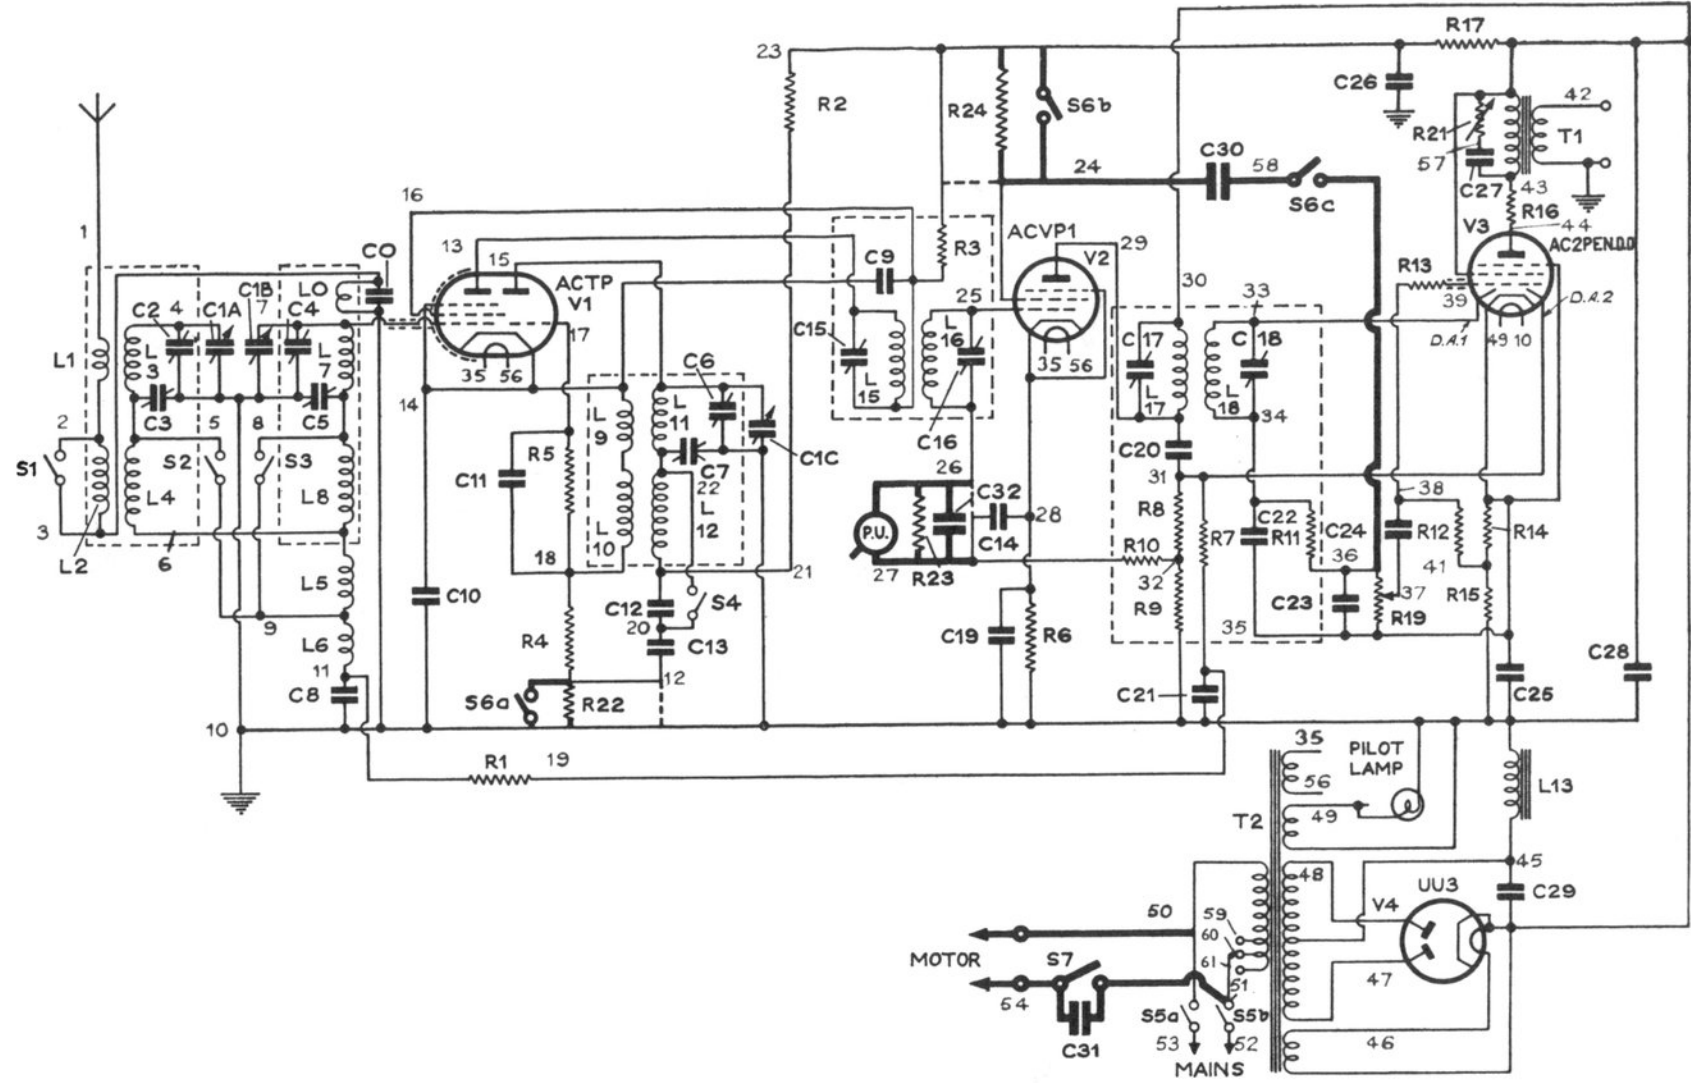 R17
23
C26
R2
R24
S6b
42
R21
T1
57
C27
43
24
C30
58
S6c
R16
44
16
V3
AC2PEN.D.D
1
CO
13
15
ACTP
V1
C9
R3
ACVP1
V2
29
30
R13
39
D.A.2
LO
C2
4
C1A
C1B
7
C4
25
33
17
C15
L
16
C
17
C
18
D.A.1
49
10
L1
L
3
L
7
35
56
C6
L
15
35
56
L
17
L
18
34
14
C3
5
8
C5
L
9
L
11
C16
C20
2
S1
S2
S3
R5
C7
C1C
26
31
38
L4
L8
C11
22
L
12
C32
R8
C22
R11
C24
R12
R14
3
P.U.
28
C14
R7
L2
6
L
10
18
21
27
R23
R10
32
36
41
L5
C10
C12
S4
C23
37
R15
9
20
R9
R19
L6
R4
C13
C19
R6
35
11
C8
12
C21
C25
C28
S6a
R22
10
R1
19
35
PILOT
LAMP
56
L13
T2
49
48
45
UU3
C29
50
59
V4
60
MOTOR
S7
61
47
54
51
S5a
S5b
C31
53
52
46
MAINS